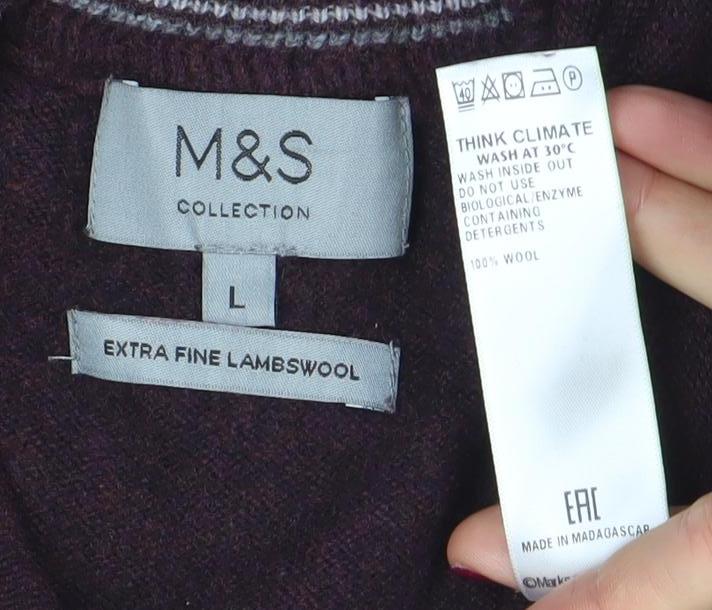 M&S
COLLECTION
L
EXTRA FINE LAMBSWOOL
40
P
THINK CLIMATE
WASH AT 30°C
WASH INSIDE OUT
DO NOT USE
BIOLOGICAL/ENZYME
CONTAINING
DETERGENTS
100% WOOL
EAC
MADE IN MADAGASCAR